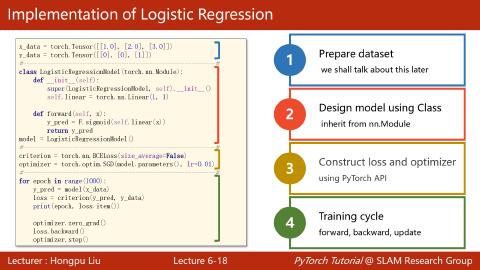 Implementation of Logistic Regression
x_data = torch.Tensor([[1.0], [2.0], [3.0]])
y_data = torch.Tensor([[0], [0], [1]])
class LogisticRegressionModel(torch.nn.Module):
def __init__(self):
super(LogisticRegressionModel, self).__init__()
self.linear = torch.nn.Linear(1, 1)
def forward(self, x):
y_pred = F.sigmoid(self.linear(x))
return y_pred
model = LogisticRegressionModel()
criterion = torch.nn.BCELoss(size_average=False)
optimizer = torch.optim.SGD(model.parameters(), lr=0.01)
for epoch in range(1000):
y_pred = model(x_data)
loss = criterion(y_pred, y_data)
print(epoch, loss.item())
optimizer.zero_grad()
loss.backward()
optimizer.step()
1
Prepare dataset
we shall talk about this later
2
Design model using Class
inherit from nn.Module
3
Construct loss and optimizer
using PyTorch API
4
Training cycle
forward, backward, update
Lecturer : Hongpu Liu
Lecture 6-18
PyTorch Tutorial @ SLAM Research Group